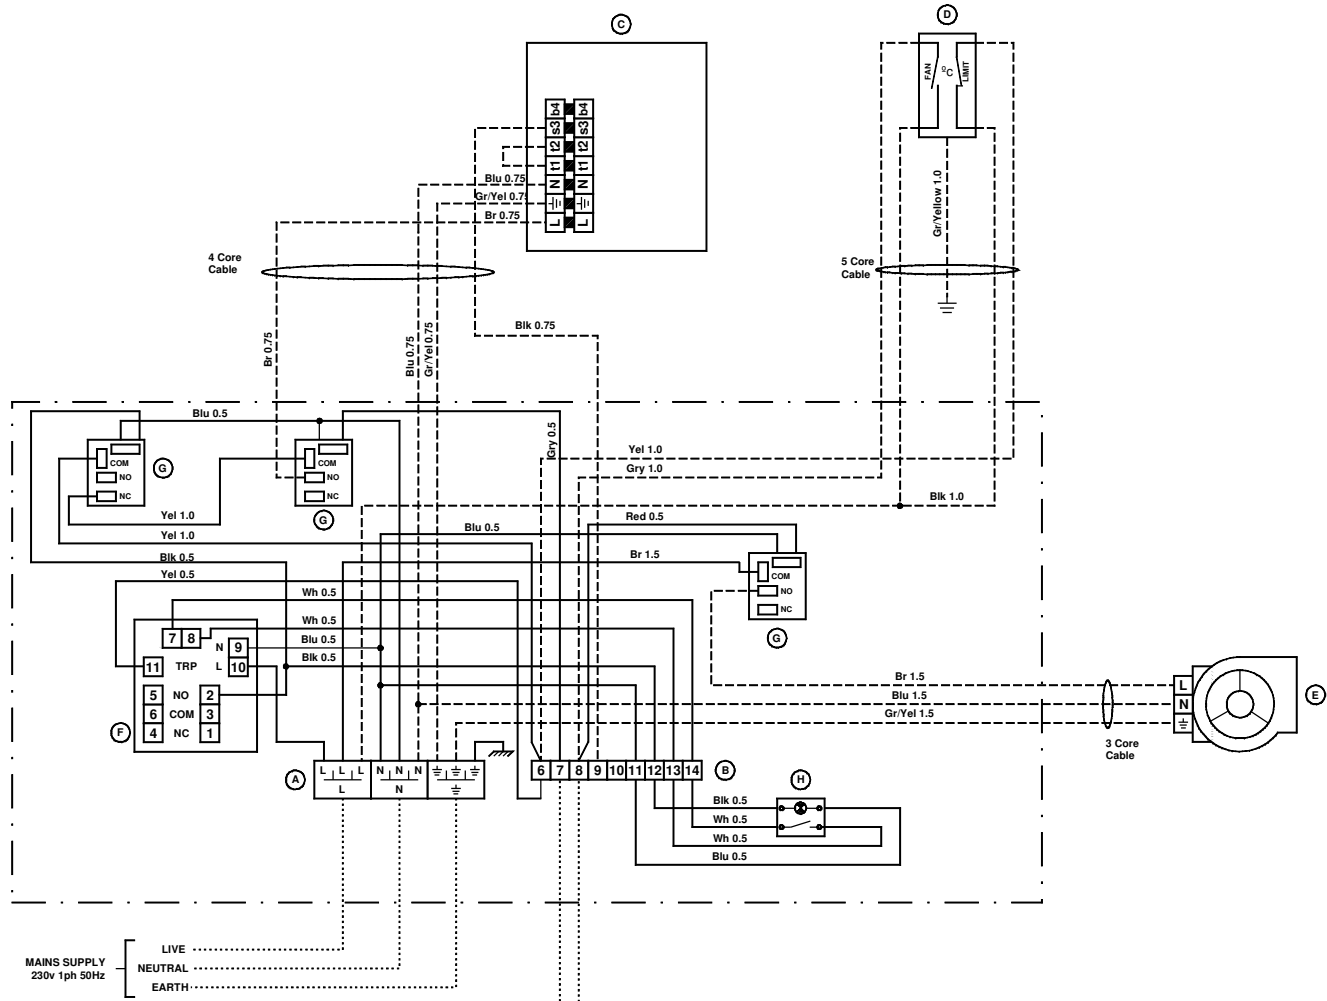 C
D
FAN
ºC
LIMIT
b4 b4
s3 s3
t2 t2
t1 t1
N N
L L
Blu 0.75
Gr/Yel 0.75
Br 0.75
Gr/Yellow 1.0
4 Core
Cable
5 Core
Cable
Blk 0.75
Br 0.75
Blu 0.75
Gr/Yel 0.75
Blu 0.5
Gry 0.5
Yel 1.0
Gry 1.0
Blk 1.0
COM
NO
NC
G
COM
NO
NC
G
Yel 1.0
Yel 1.0
Blk 0.5
Yel 0.5
Blu 0.5
Red 0.5
Br 1.5
COM
NO
NC
G
Wh 0.5
Wh 0.5
Blu 0.5
Blk 0.5
7 8
N 9
11 TRP L 10
5 NO 2
6 COM 3
4 NC 1
F
Br 1.5
Blu 1.5
Gr/Yel 1.5
L
N
E
3 Core
Cable
A
L L L N N N
L N
6 7 8 9 10 11 12 13 14
B
H
Blk 0.5
Wh 0.5
Wh 0.5
Blu 0.5
MAINS SUPPLY
230v 1ph 50Hz
LIVE
NEUTRAL
EARTH